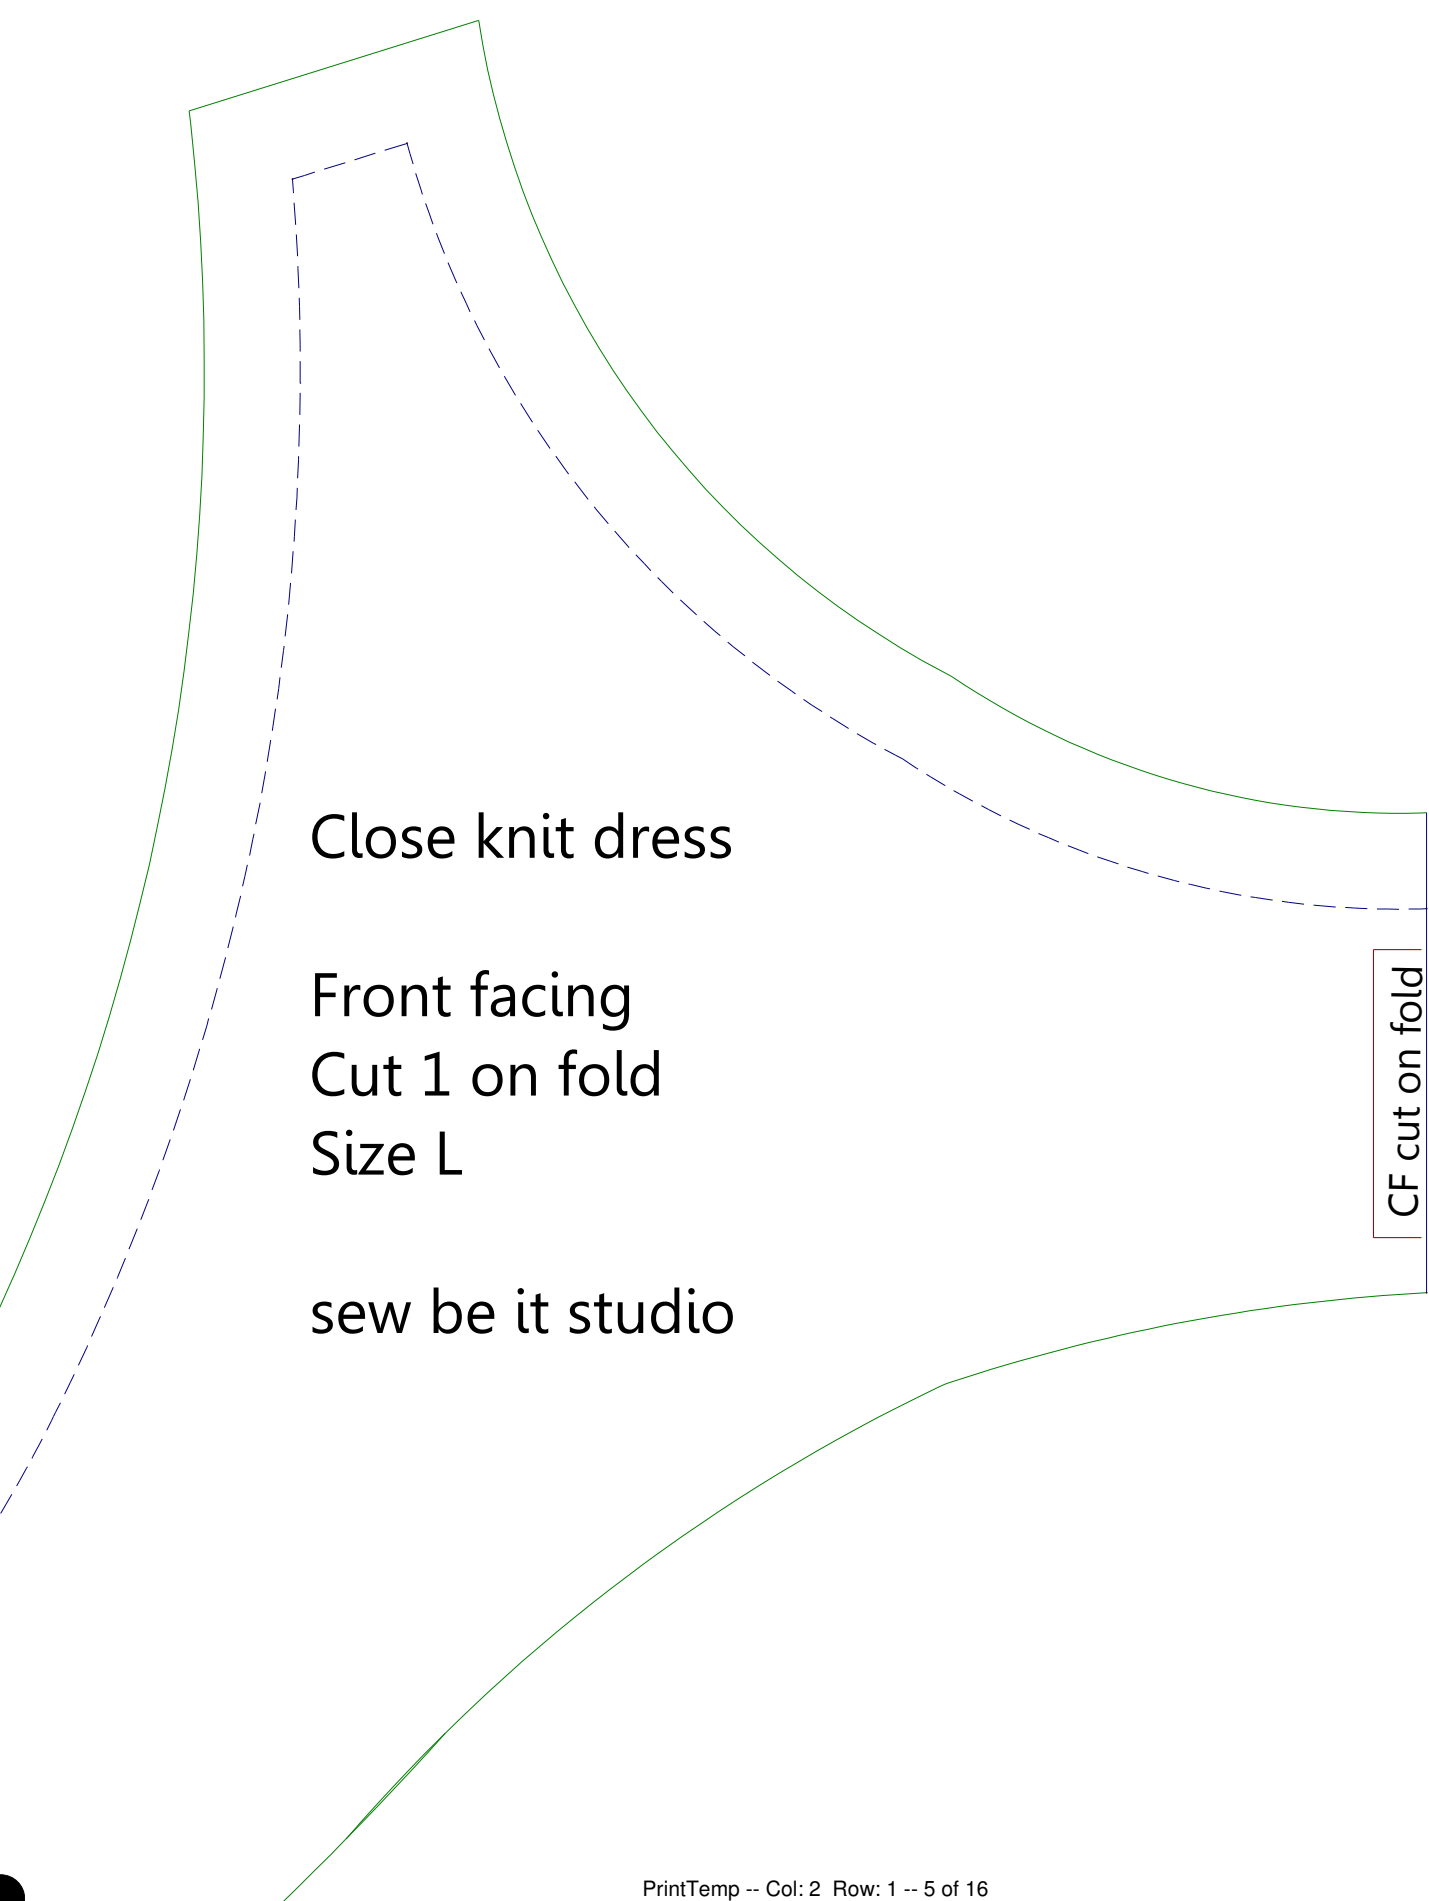 Close knit dress
Front facing
Cut 1 on fold
Size L
sew be it studio
CF cut on fold
PrintTemp -- Col: 2  Row: 1 -- 5 of 16